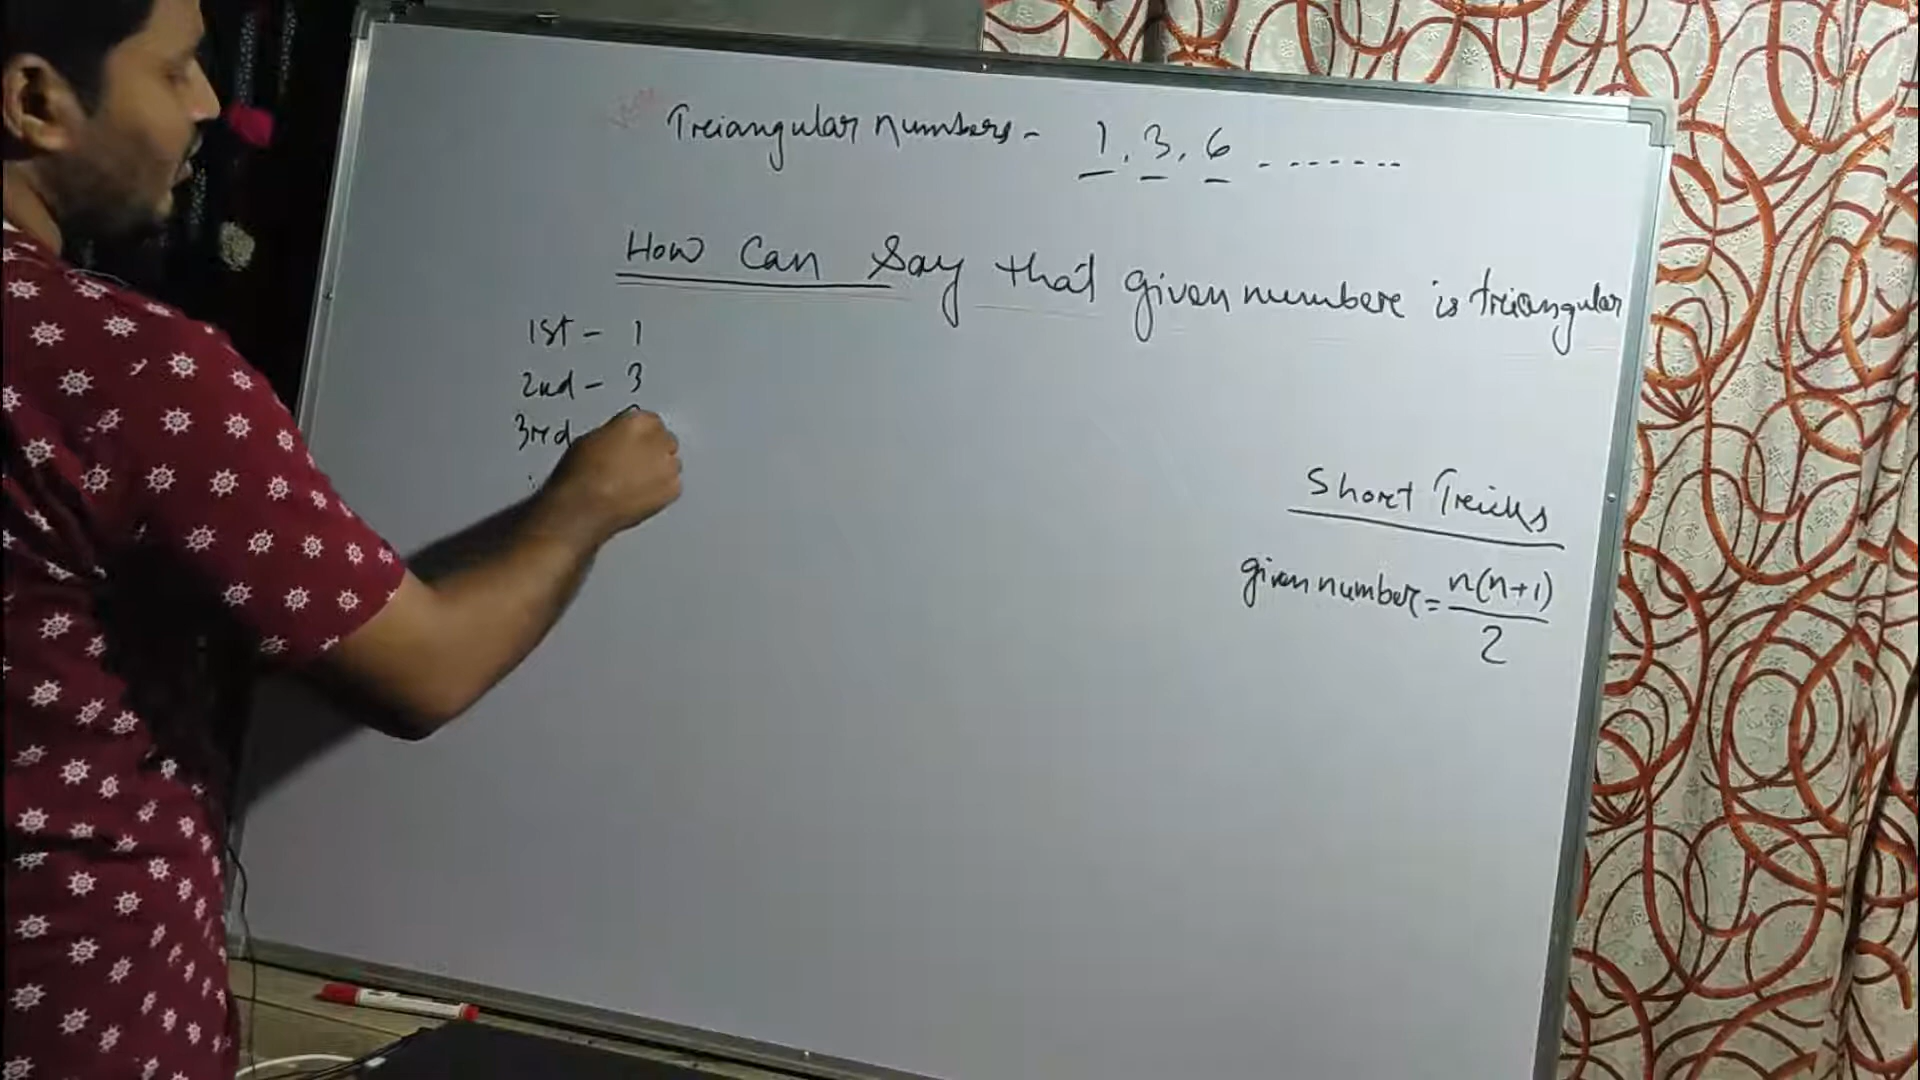 Treiangular numbers - 1, 3, 6 - - - - - - -
How Can Say that given numbere is treiangular
1st - 1
2nd - 3
3rd
Short Treicks
given number = n(n+1)
2